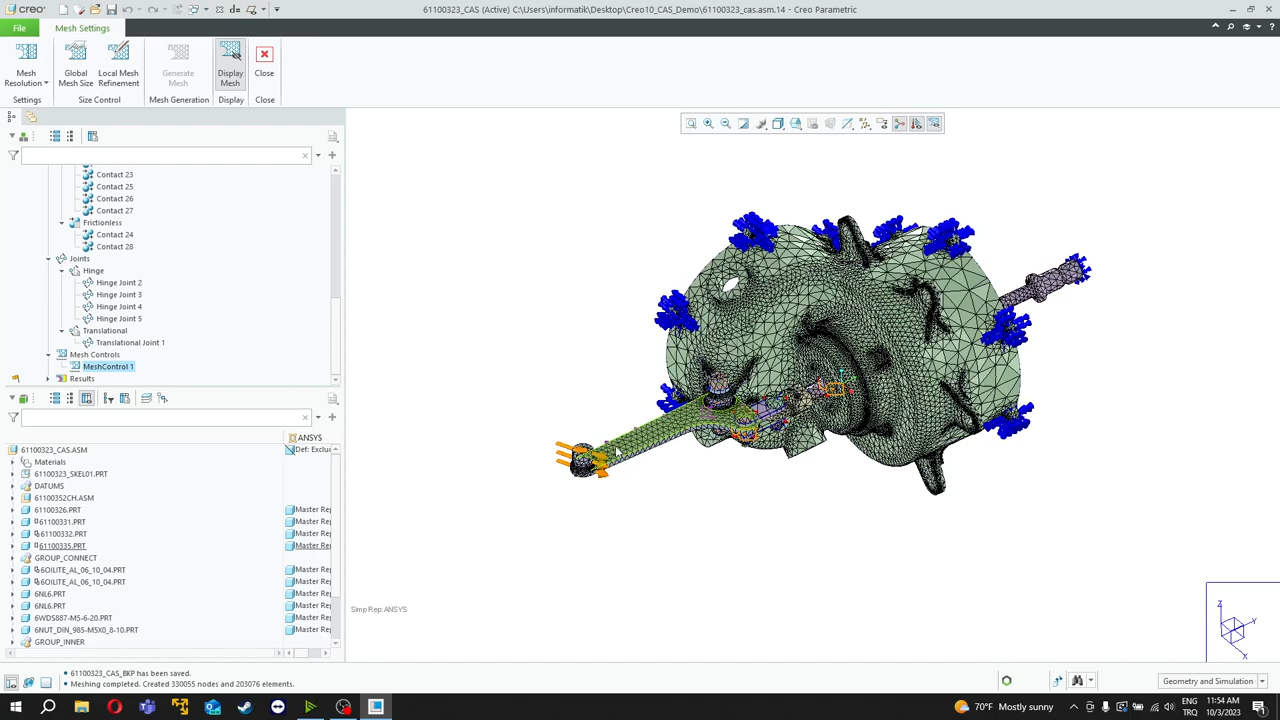 creo
61100323_CAS (Active) C:\Users\informatik\Desktop\Creo10_CAS_Demo\61100323_cas.asm.14 - Creo Parametric
File
Mesh Settings
Mesh Resolution
Global Mesh Size
Local Mesh Refinement
Generate Mesh
Display Mesh
Close
Settings
Size Control
Mesh Generation
Display
Close
Contact 23
Contact 25
Contact 26
Contact 27
Frictionless
Contact 24
Contact 28
Joints
Hinge
Hinge Joint 2
Hinge Joint 3
Hinge Joint 4
Hinge Joint 5
Translational
Translational Joint 1
Mesh Controls
MeshControl 1
Results
ANSYS
61100323_CAS.ASM
Def: Exclu
Materials
61100323_SKEL01.PRT
DATUMS
61100352CH.ASM
61100326.PRT
Master Rep
61100331.PRT
Master Rep
61100332.PRT
Master Rep
61100335.PRT
Master Rep
GROUP_CONNECT
6OILITE_AL_06_10_04.PRT
Master Rep
6OILITE_AL_06_10_04.PRT
Master Rep
6NL6.PRT
Master Rep
6NL6.PRT
Master Rep
6WDS887-M5-6-20.PRT
Master Rep
6NUT_DIN_985-M5X0_8-10.PRT
Master Rep
GROUP_INNER
Simp Rep:ANSYS
Z
Y
X
• 61100323_CAS_BKP has been saved.
• Meshing completed. Created 330055 nodes and 203076 elements.
Geometry and Simulation
70°F Mostly sunny
ENG
TRQ
11:54 AM
10/3/2023